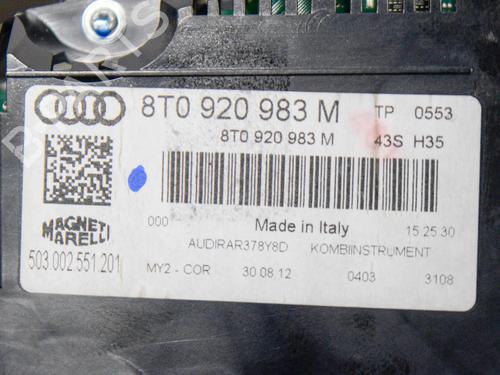 8T0 920 983 M TP 0553
8T0 920 983 M 43S H35
000 Made in Italy 15.25.30
MAGNETI
MARELLI
AUDIRAR378Y8D KOMBIINSTRUMENT
503.002.551.201
MY2 - COR 30.08.12 0403 3108